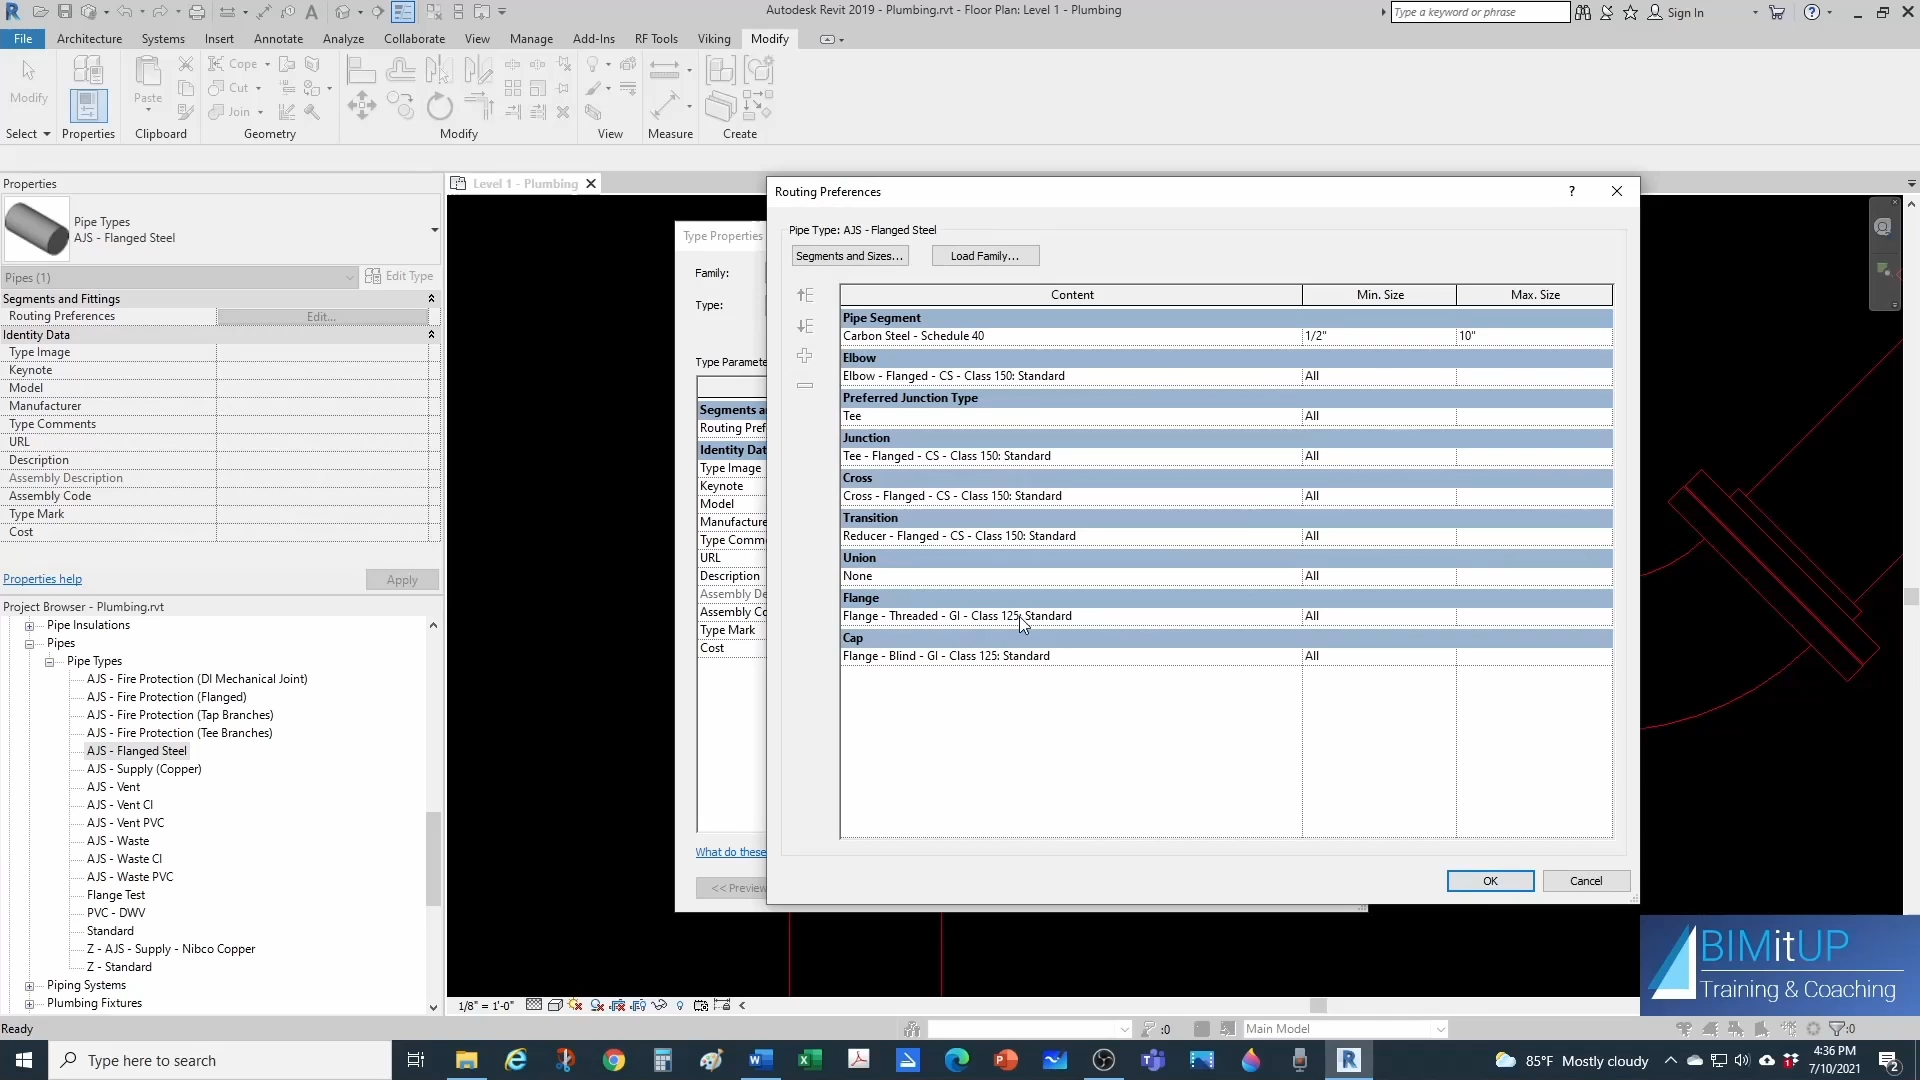 Autodesk Revit 2019 - Plumbing.rvt - Floor Plan: Level 1 - Plumbing
Type a keyword or phrase
Sign In
File Architecture Systems Insert Annotate Analyze Collaborate View Manage Add-Ins RF Tools Viking Modify
Modify
Paste
Cope
Cut
Join
Select Properties Clipboard Geometry Modify View Measure Create
Properties
Pipe Types
AJS - Flanged Steel
Pipes (1)
Edit Type
Segments and Fittings
Routing Preferences Edit...
Identity Data
Type Image
Keynote
Model
Manufacturer
Type Comments
URL
Description
Assembly Description
Assembly Code
Type Mark
Cost
Properties help
Apply
Project Browser - Plumbing.rvt
Pipe Insulations
Pipes
Pipe Types
AJS - Fire Protection (DI Mechanical Joint)
AJS - Fire Protection (Flanged)
AJS - Fire Protection (Tap Branches)
AJS - Fire Protection (Tee Branches)
AJS - Flanged Steel
AJS - Supply (Copper)
AJS - Vent
AJS - Vent CI
AJS - Vent PVC
AJS - Waste
AJS - Waste CI
AJS - Waste PVC
Flange Test
PVC - DWV
Standard
Z - AJS - Supply - Nibco Copper
Z - Standard
Piping Systems
Plumbing Fixtures
Level 1 - Plumbing
Type Properties
Family:
Type:
Type Paramete
Segments a
Routing Pref
Identity Dat
Type Image
Keynote
Model
Manufacture
Type Comm
URL
Description
Assembly De
Assembly Co
Type Mark
Cost
What do these
<< Preview
Routing Preferences
Pipe Type: AJS - Flanged Steel
Segments and Sizes...
Load Family...
Content Min. Size Max. Size
Pipe Segment
Carbon Steel - Schedule 40 1/2" 10"
Elbow
Elbow - Flanged - CS - Class 150: Standard All
Preferred Junction Type
Tee All
Junction
Tee - Flanged - CS - Class 150: Standard All
Cross
Cross - Flanged - CS - Class 150: Standard All
Transition
Reducer - Flanged - CS - Class 150: Standard All
Union
None All
Flange
Flange - Threaded - GI - Class 125: Standard All
Cap
Flange - Blind - GI - Class 125: Standard All
OK
Cancel
BIMitUP
Training & Coaching
1/8" = 1'-0"
Ready
:0
Main Model
:0
Type here to search
85°F Mostly cloudy
4:36 PM
7/10/2021
2